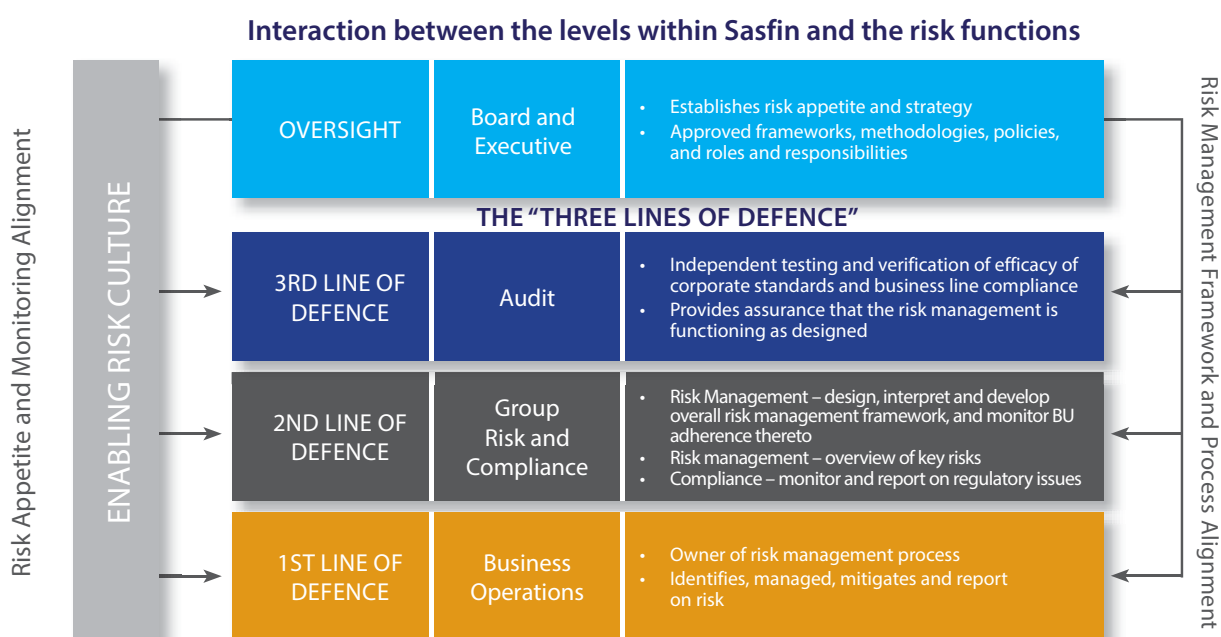 Interaction between the levels within Sasfin and the risk functions
Risk Appetite and Monitoring Alignment
ENABLING RISK CULTURE
OVERSIGHT
Board and
Executive
• Establishes risk appetite and strategy
• Approved frameworks, methodologies, policies,
and roles and responsibilities
THE “THREE LINES OF DEFENCE”
3RD LINE OF
DEFENCE
Audit
• Independent testing and verification of efficacy of
corporate standards and business line compliance
• Provides assurance that the risk management is
functioning as designed
2ND LINE OF
DEFENCE
Group
Risk and
Compliance
• Risk Management – design, interpret and develop
overall risk management framework, and monitor BU
adherence thereto
• Risk management – overview of key risks
• Compliance – monitor and report on regulatory issues
1ST LINE OF
DEFENCE
Business
Operations
• Owner of risk management process
• Identifies, managed, mitigates and report
on risk
Risk Management Framework and Process Alignment